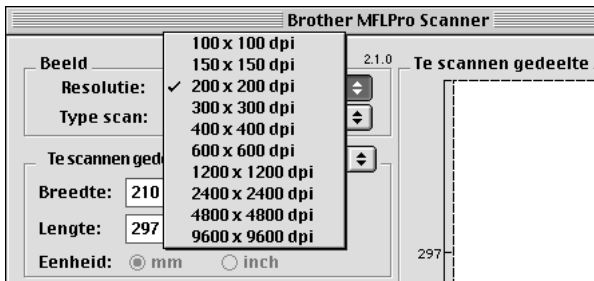 Brother MFLPro Scanner
Beeld
2.1.0
Resolutie:
Type scan:
100 x 100 dpi
150 x 150 dpi
✓ 200 x 200 dpi
300 x 300 dpi
400 x 400 dpi
600 x 600 dpi
1200 x 1200 dpi
2400 x 2400 dpi
4800 x 4800 dpi
9600 x 9600 dpi
Te scannen
Breedte: 210
Lengte: 297
Eenheid: mm inch
Te scannen gedeelte
297